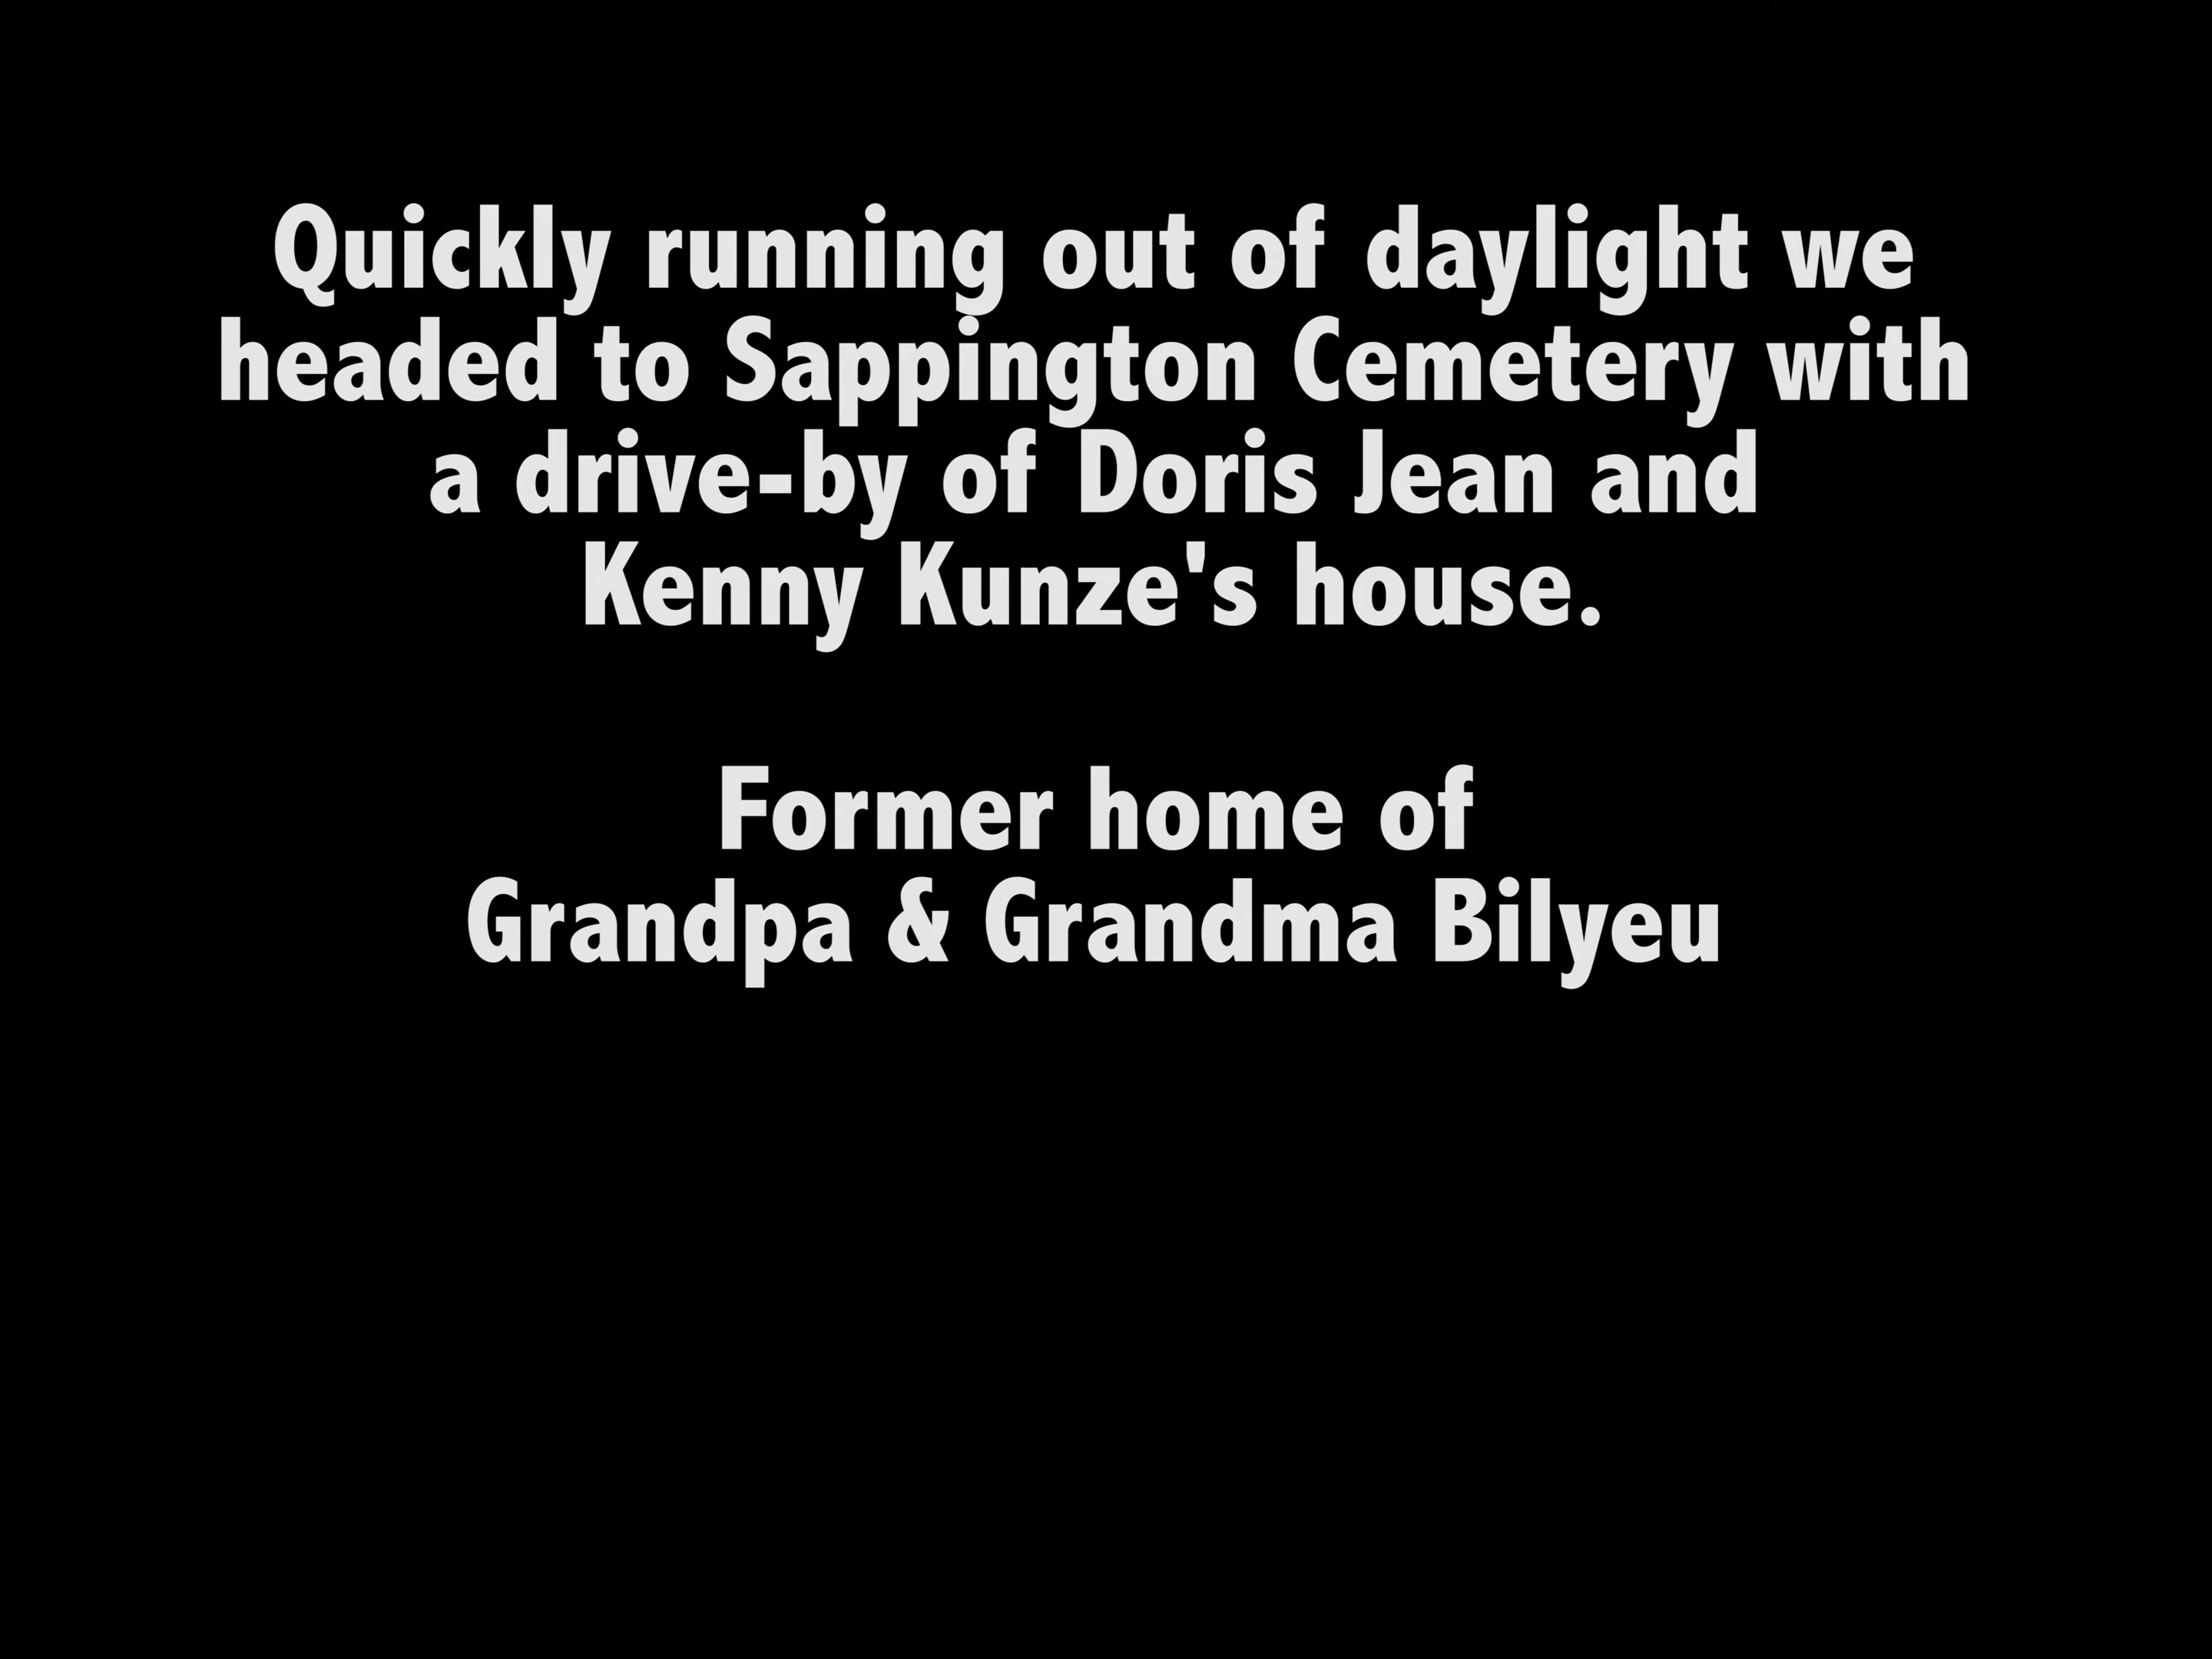 Quickly running out of daylight we
headed to Sappington Cemetery with
a drive-by of Doris Jean and
Kenny Kunze's house.
Former home of
Grandpa & Grandma Bilyeu